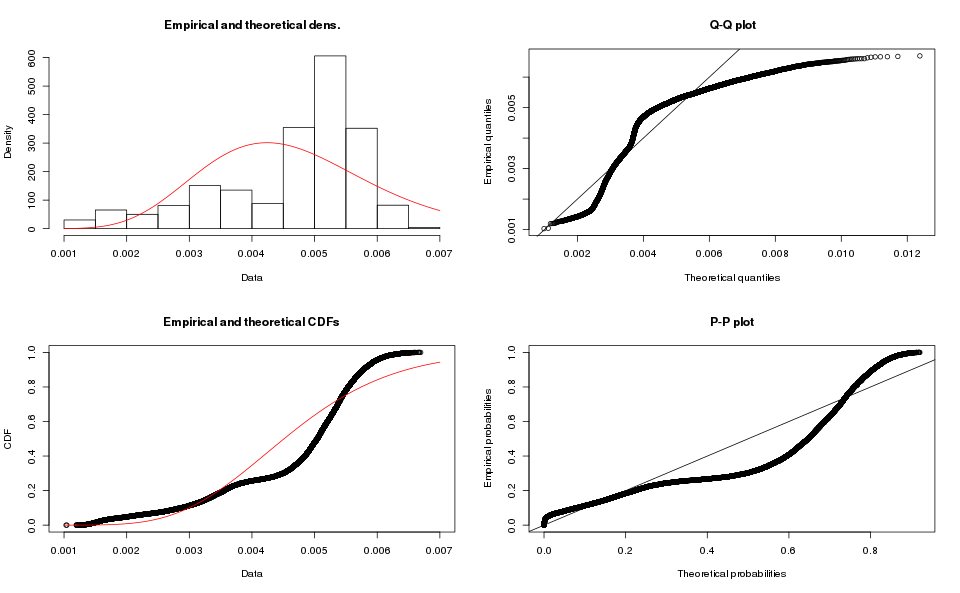 Empirical and theoretical dens.
Density
0 100 200 300 400 500 600
0.001 0.002 0.003 0.004 0.005 0.006 0.007
Data
Q-Q plot
Empirical quantiles
0.001 0.003 0.005
0.002 0.004 0.006 0.008 0.010 0.012
Theoretical quantiles
Empirical and theoretical CDFs
CDF
0.0 0.2 0.4 0.6 0.8 1.0
0.001 0.002 0.003 0.004 0.005 0.006 0.007
Data
P-P plot
Empirical probabilities
0.0 0.2 0.4 0.6 0.8 1.0
0.0 0.2 0.4 0.6 0.8
Theoretical probabilities